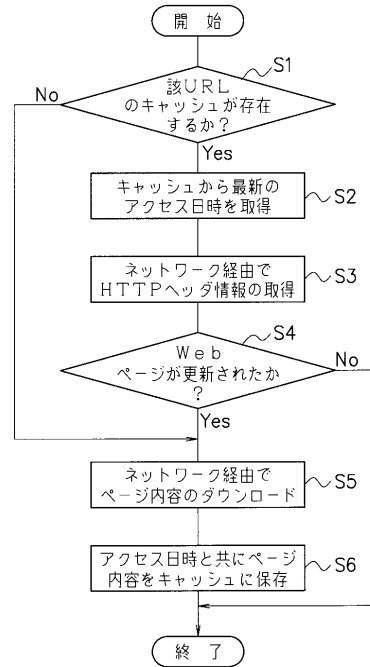 開 始
S1
該ＵＲＬ
のキャッシュが存在
するか？
No
Yes
キャッシュから最新の
アクセス日時を取得
S2
ネットワーク経由で
ＨＴＴＰヘッダ情報の取得
S3
S4
Ｗｅｂ
ページが更新されたか
？
No
Yes
ネットワーク経由で
ページ内容のダウンロード
S5
アクセス日時と共にページ
内容をキャッシュに保存
S6
終 了